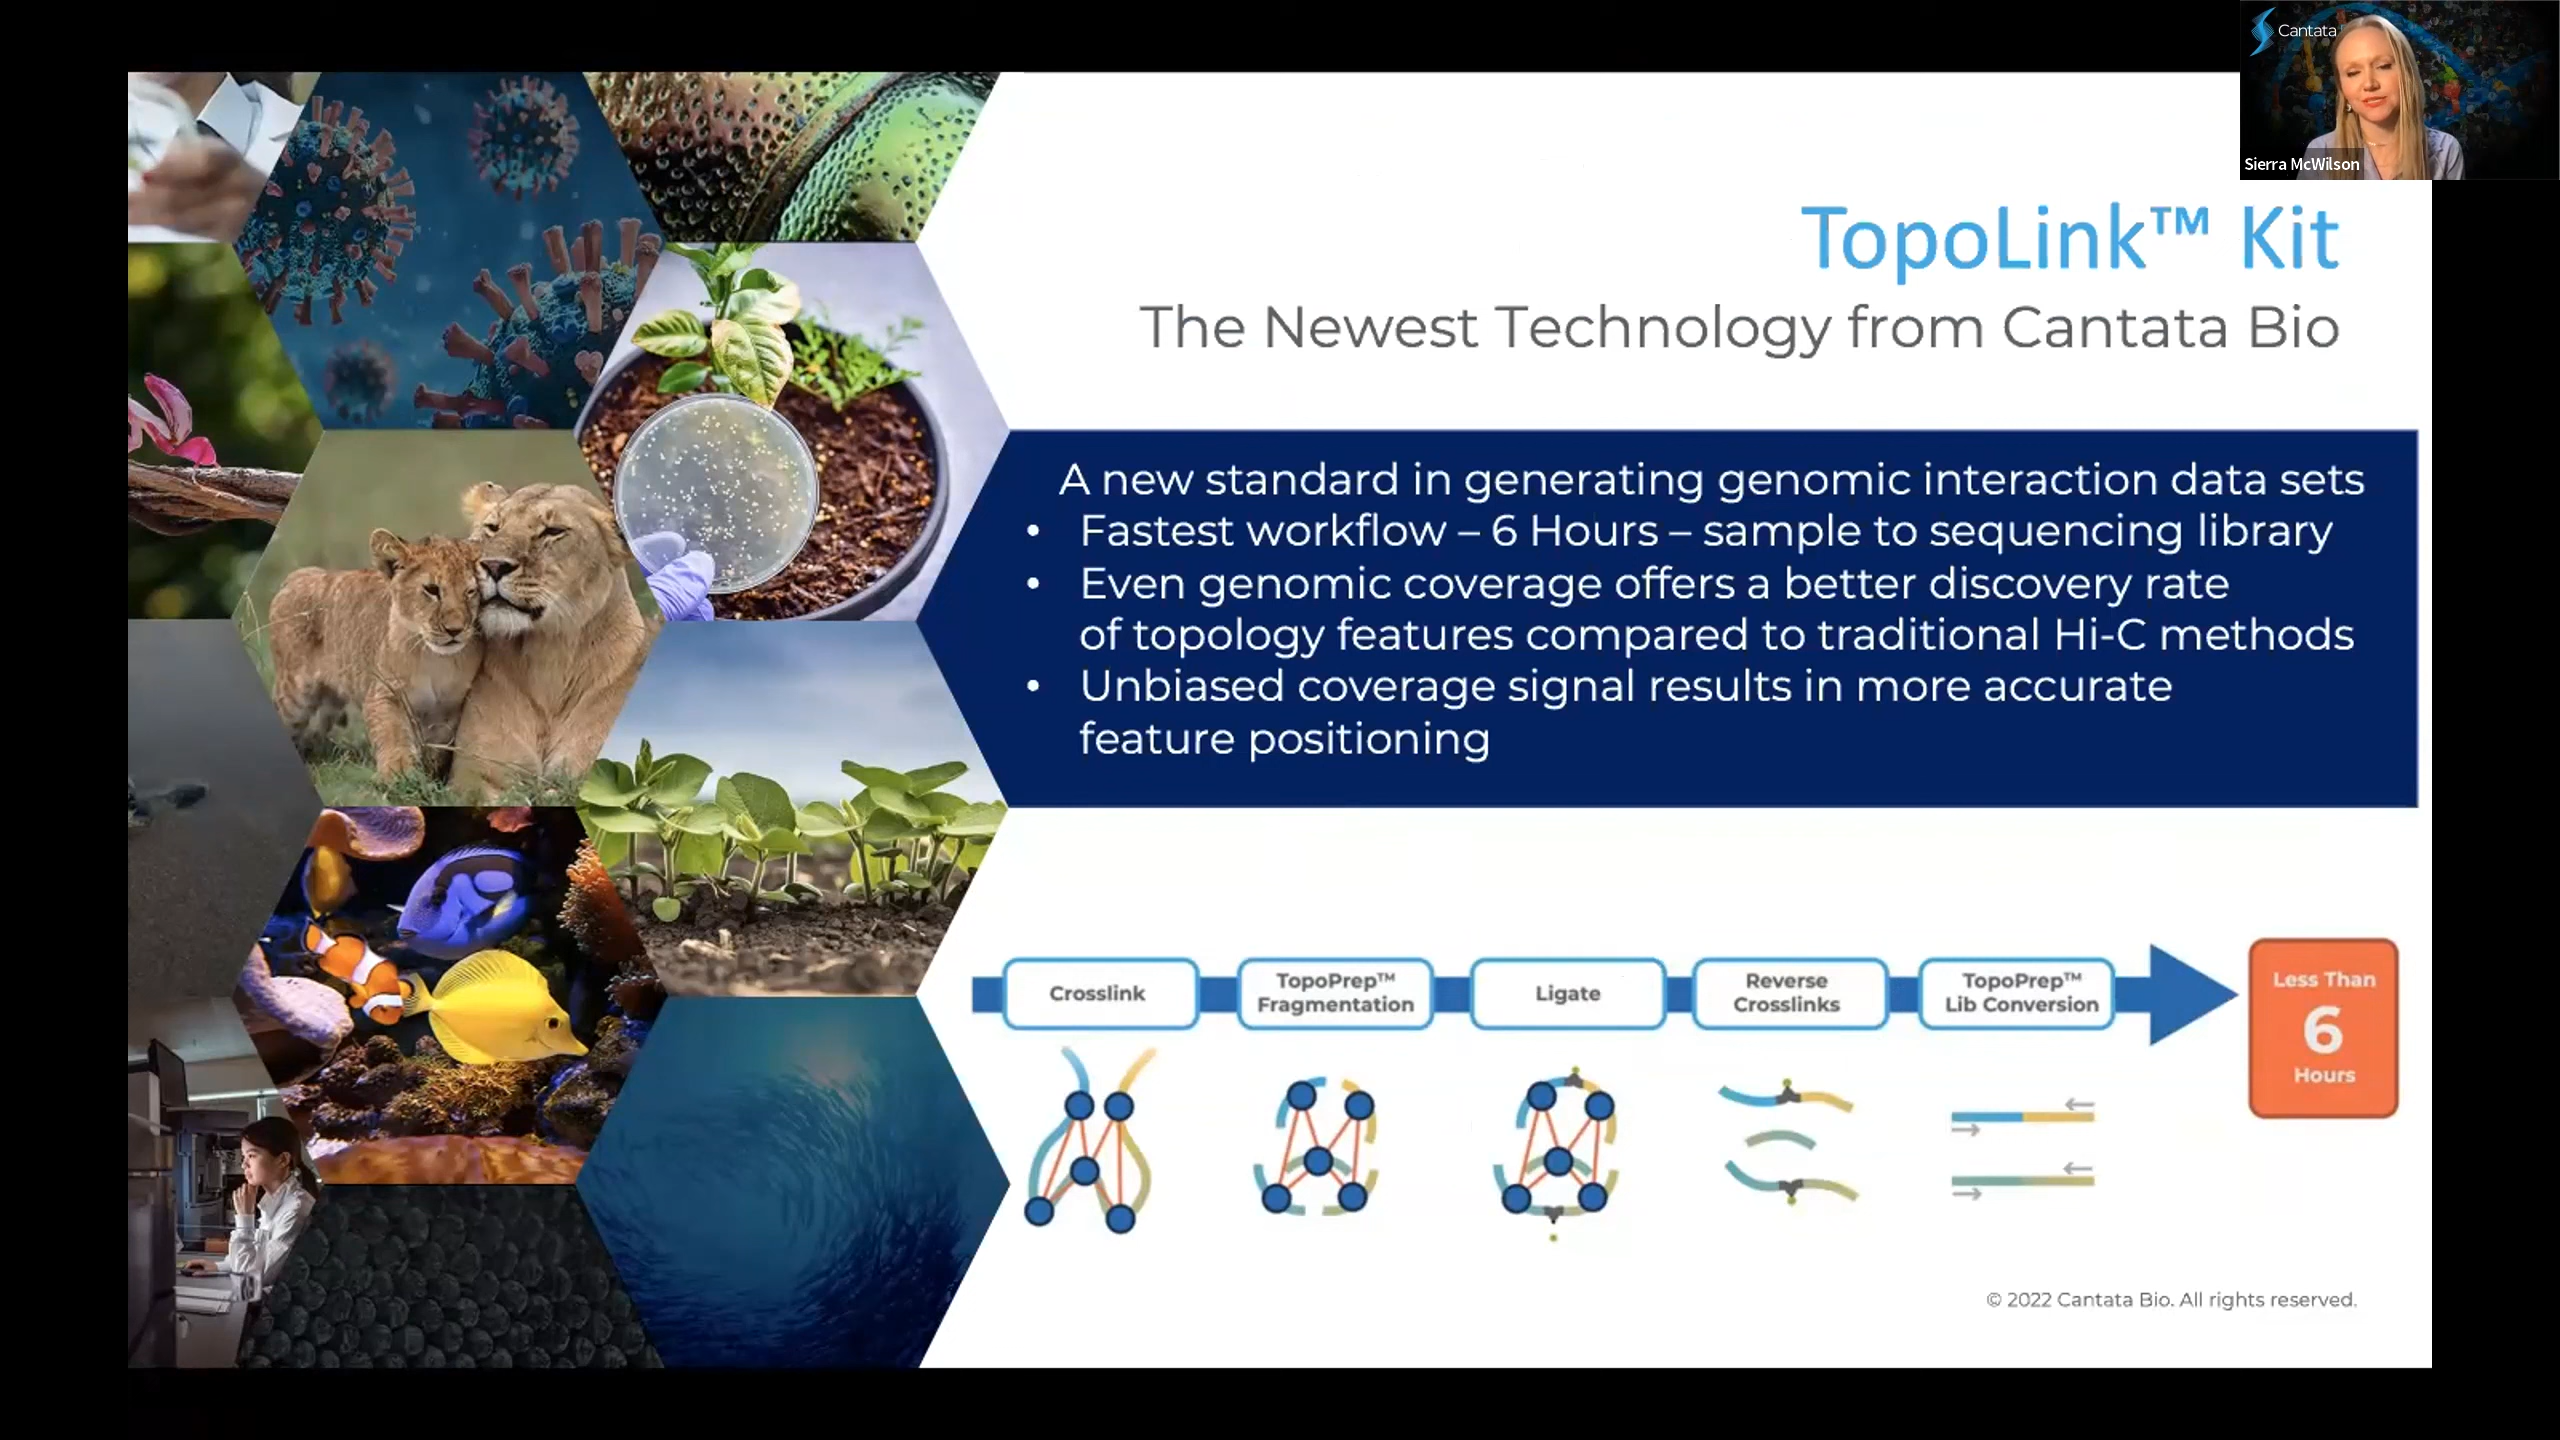 Cantata
Sierra McWilson
TopoLink™ Kit
The Newest Technology from Cantata Bio
A new standard in generating genomic interaction data sets
• Fastest workflow – 6 Hours – sample to sequencing library
• Even genomic coverage offers a better discovery rate
of topology features compared to traditional Hi-C methods
• Unbiased coverage signal results in more accurate
feature positioning
Crosslink
TopoPrep™
Fragmentation
Ligate
Reverse
Crosslinks
TopoPrep™
Lib Conversion
Less Than
6
Hours
© 2022 Cantata Bio. All rights reserved.